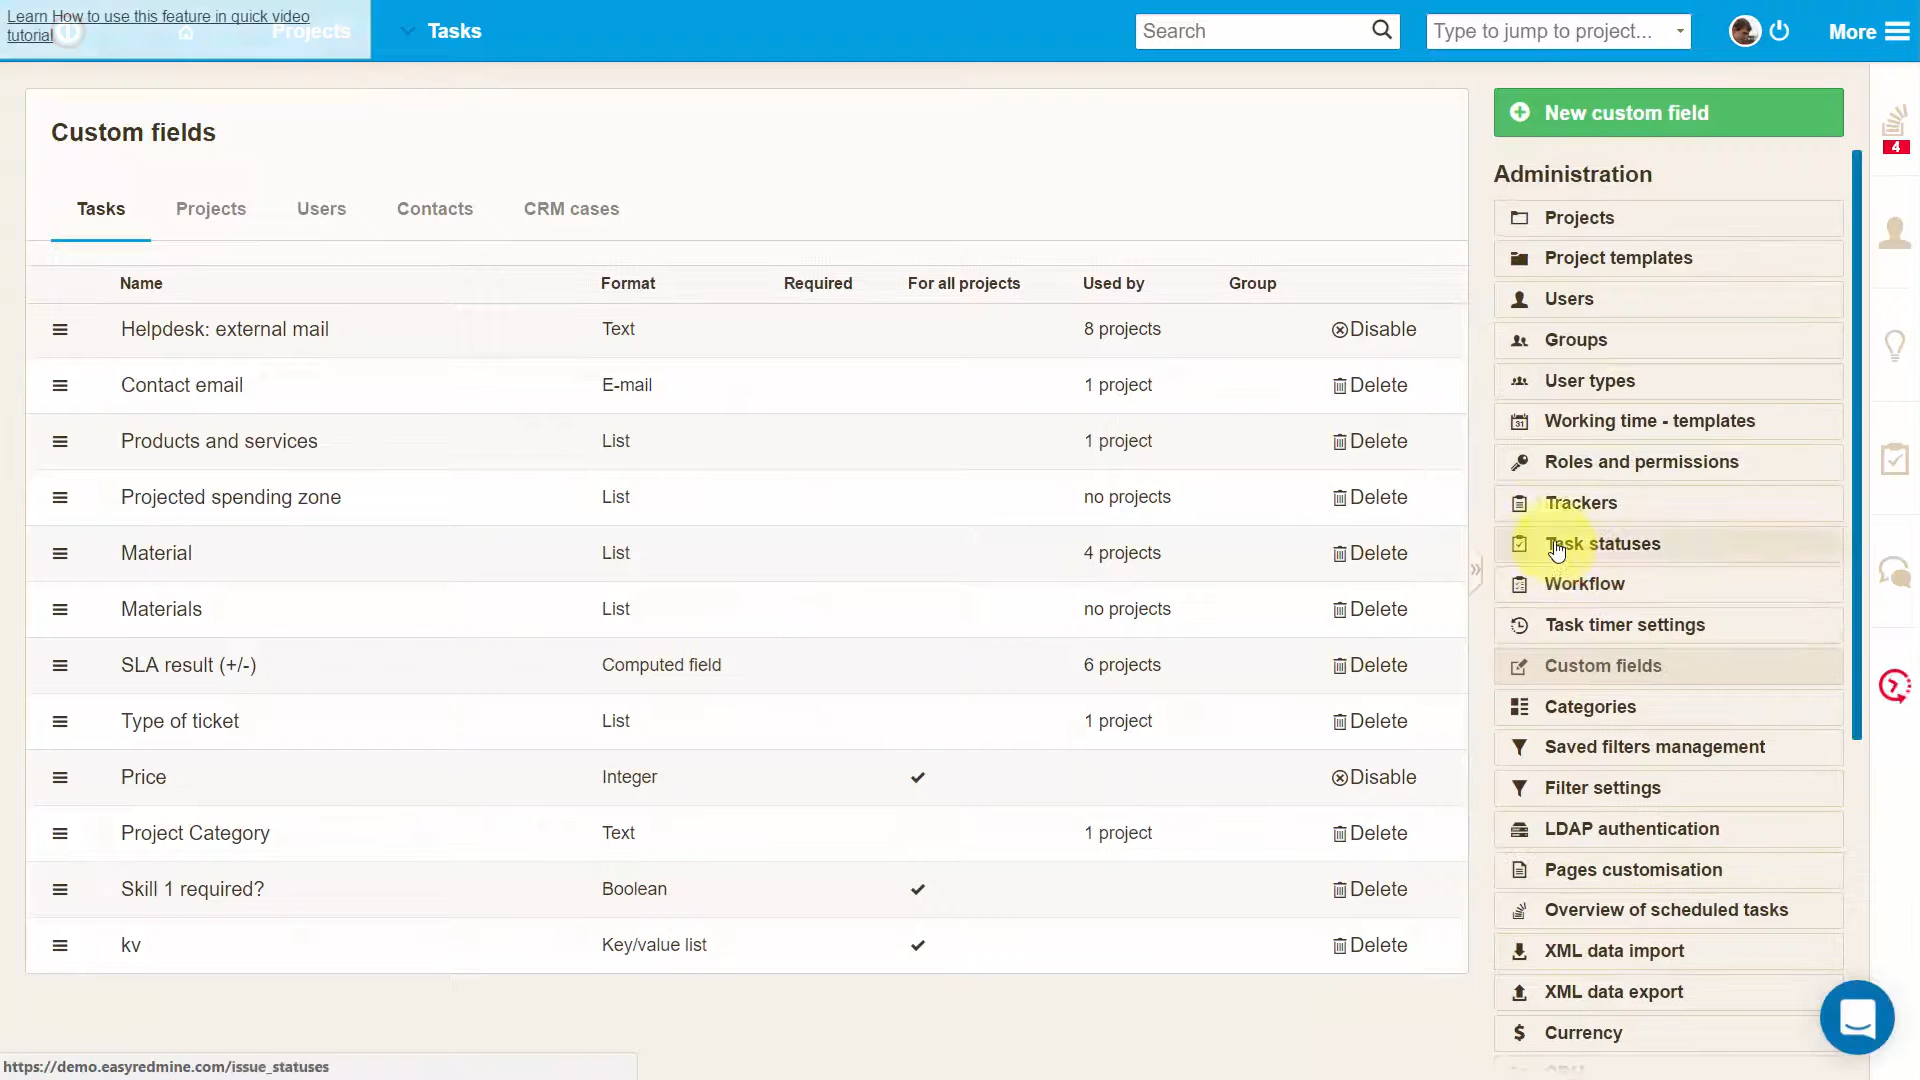 Learn How to use this feature in quick video
tutorial
Projects
Tasks
Search
Type to jump to project...
More
Custom fields
Tasks Projects Users Contacts CRM cases
Name Format Required For all projects Used by Group
Helpdesk: external mail Text 8 projects Disable
Contact email E-mail 1 project Delete
Products and services List 1 project Delete
Projected spending zone List no projects Delete
Material List 4 projects Delete
Materials List no projects Delete
SLA result (+/-) Computed field 6 projects Delete
Type of ticket List 1 project Delete
Price Integer Disable
Project Category Text 1 project Delete
Skill 1 required? Boolean Delete
kv Key/value list Delete
New custom field
Administration
Projects
Project templates
Users
Groups
User types
31 Working time - templates
Roles and permissions
Trackers
Task statuses
Workflow
Task timer settings
Custom fields
Categories
Saved filters management
Filter settings
LDAP authentication
Pages customisation
Overview of scheduled tasks
XML data import
XML data export
$ Currency
4
https://demo.easyredmine.com/issue_statuses